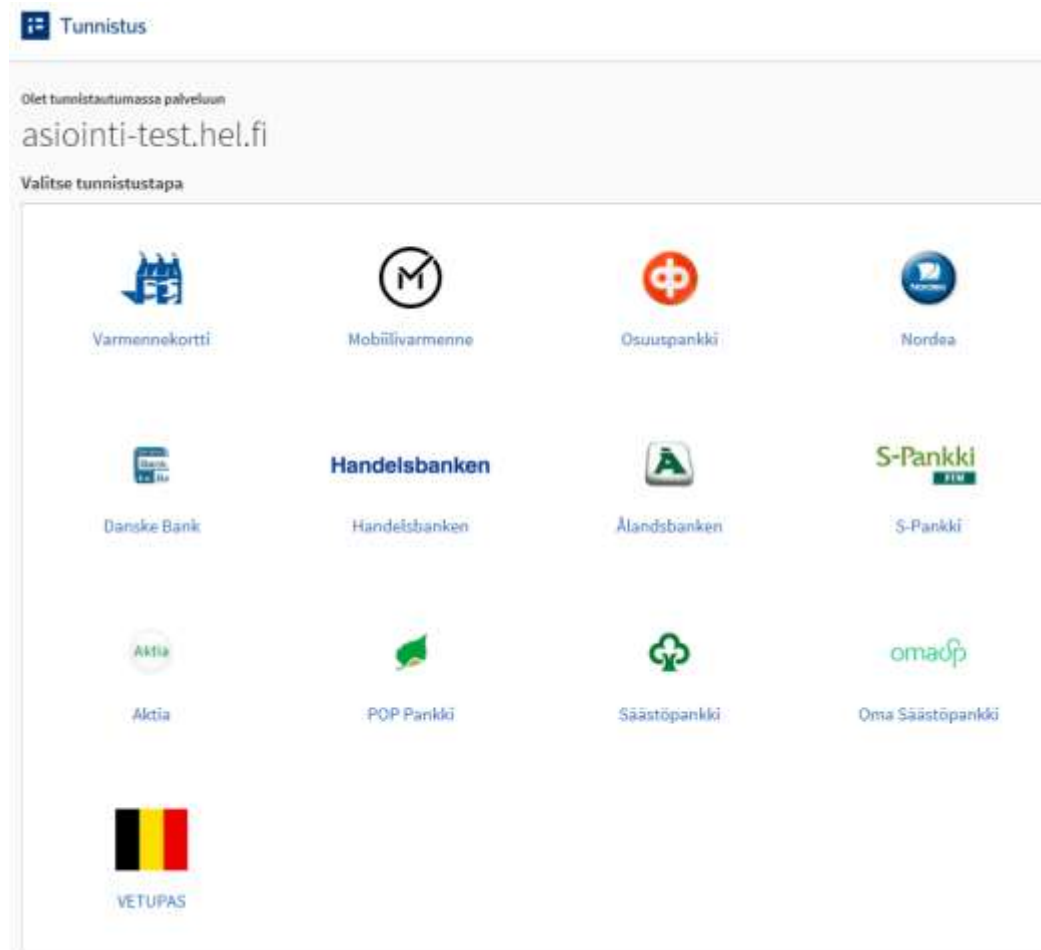 Tunnistus
Olet tunnistautumassa palveluun
asiointi-test.hel.fi
Valitse tunnistustapa
M
Nordea
Varmennekortti Mobiilivarmenne Osuuspankki Nordea
Handelsbanken Å S-Pankki
Danske Bank Handelsbanken Ålandsbanken S-Pankki
Aktia omasp
Aktia POP Pankki Säästöpankki Oma Säästöpankki
VETUPAS